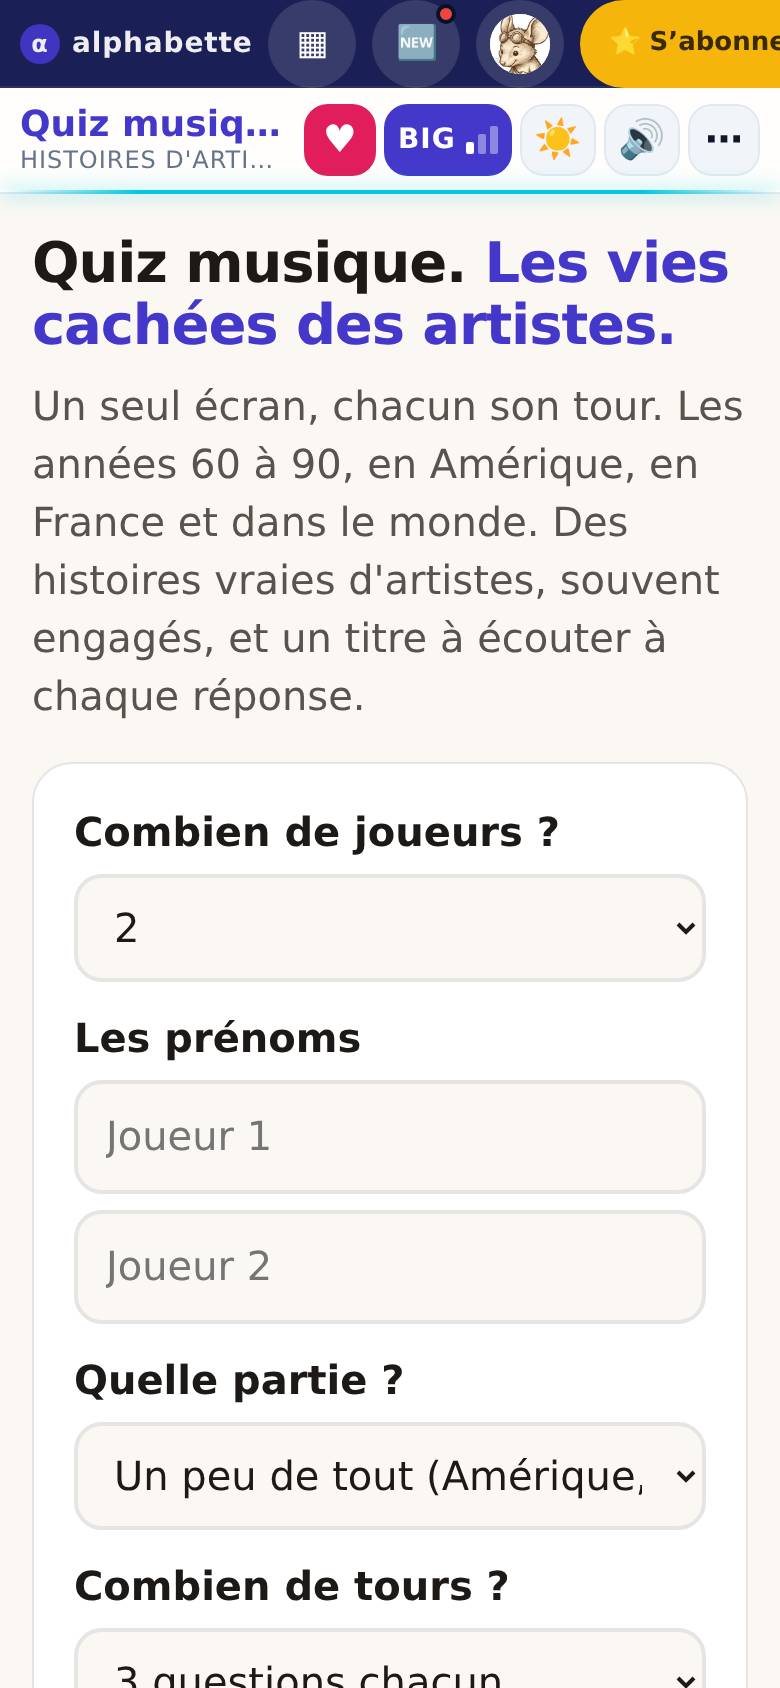 α alphabette
NEW
⭐ S’abonne
Quiz musiq…
HISTOIRES D'ARTI…
BIG
Quiz musique. Les vies
cachées des artistes.
Un seul écran, chacun son tour. Les
années 60 à 90, en Amérique, en
France et dans le monde. Des
histoires vraies d'artistes, souvent
engagés, et un titre à écouter à
chaque réponse.
Combien de joueurs ?
2
Les prénoms
Joueur 1
Joueur 2
Quelle partie ?
Un peu de tout (Amérique,
Combien de tours ?
3 questions chacun